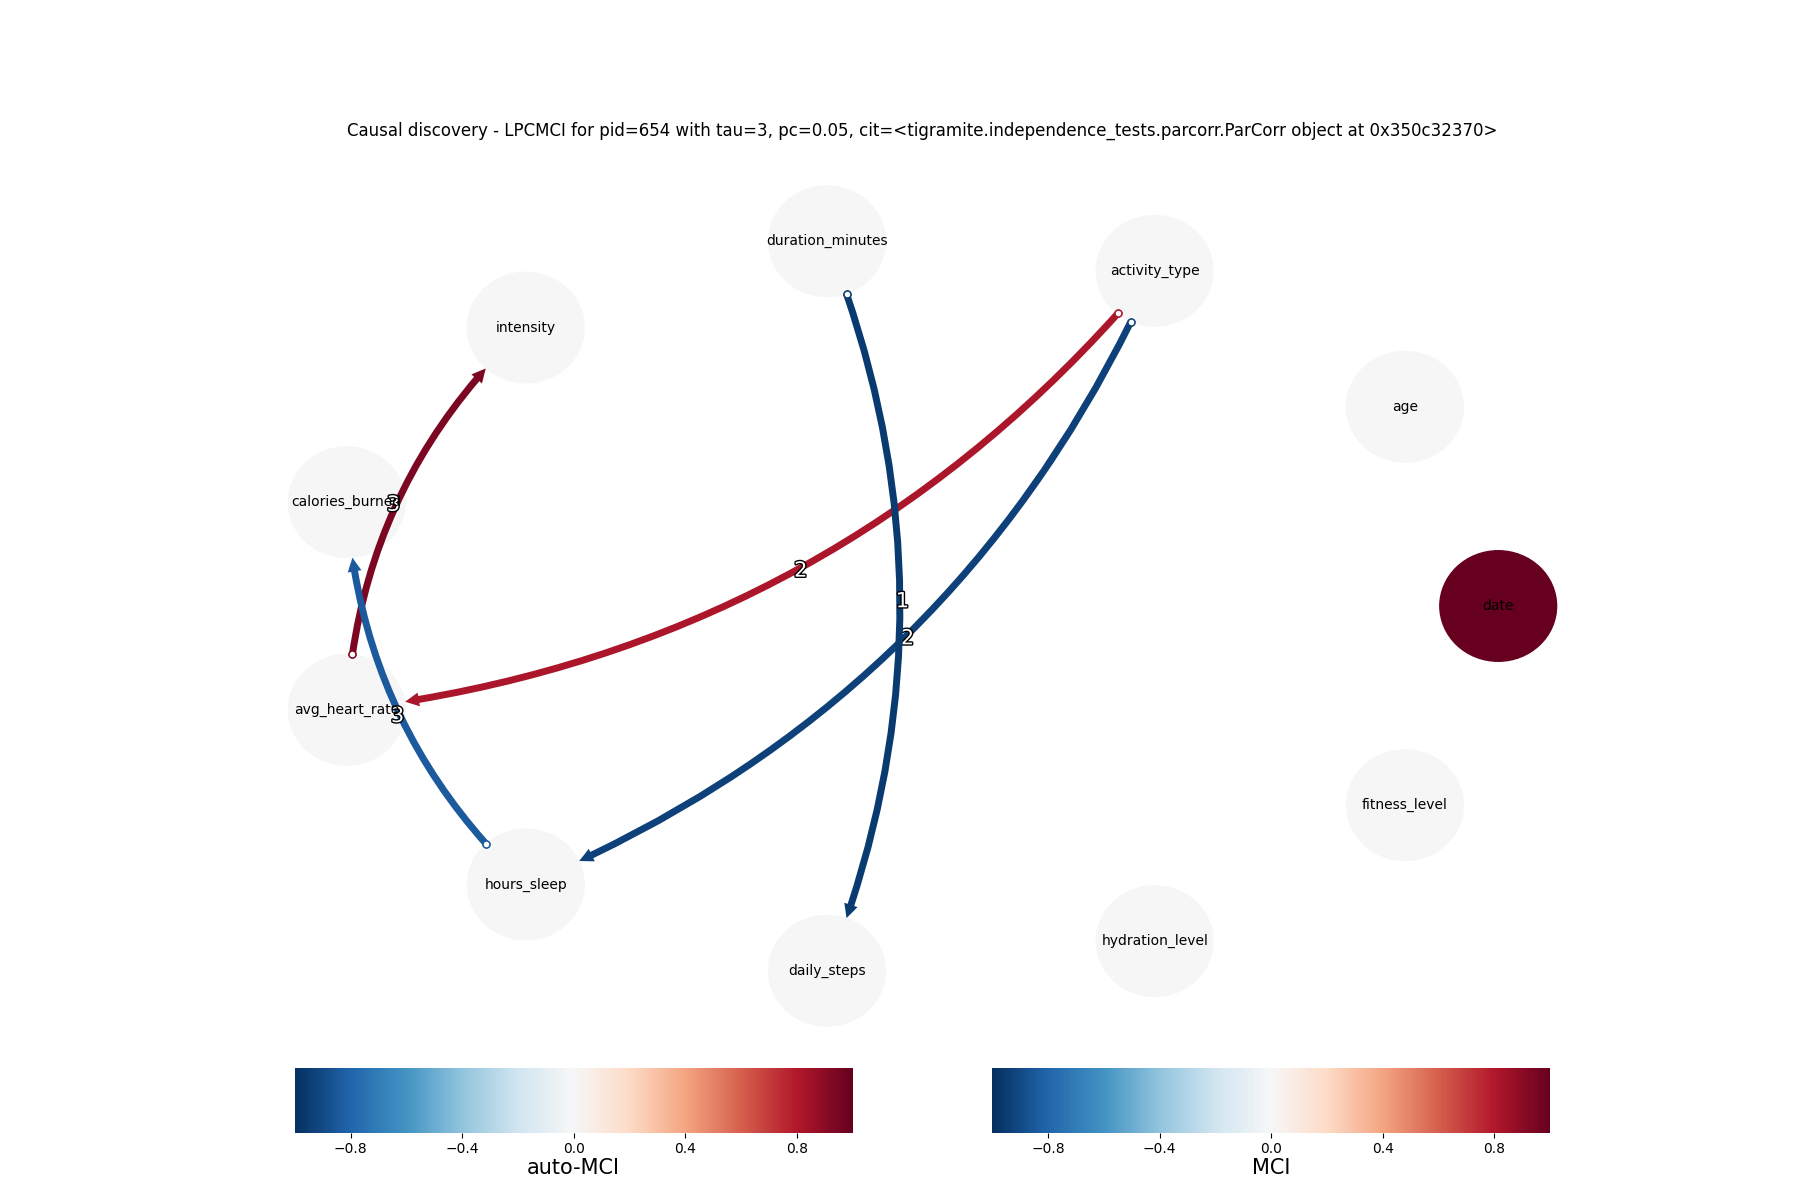 Causal discovery - LPCMCI for pid=654 with tau=3, pc=0.05, cit=<tigramite.independence_tests.parcorr.ParCorr object at 0x350c32370>
duration_minutes
activity_type
intensity
age
calories_burned
3
2
1
date
2
avg_heart_rate
3
fitness_level
hours_sleep
hydration_level
daily_steps
−0.8 −0.4 0.0 0.4 0.8
auto-MCI
−0.8 −0.4 0.0 0.4 0.8
MCI